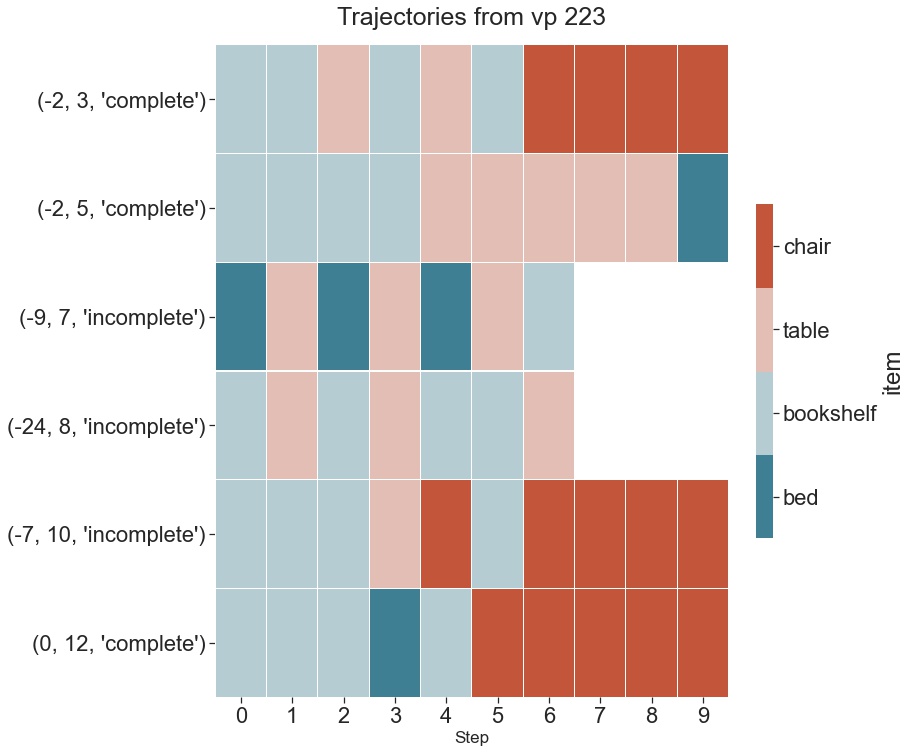 Trajectories from vp 223
(-2, 3, 'complete')
(-2, 5, 'complete')
(-9, 7, 'incomplete')
(-24, 8, 'incomplete')
(-7, 10, 'incomplete')
(0, 12, 'complete')
0 1 2 3 4 5 6 7 8 9
Step
chair
table
bookshelf
bed
item